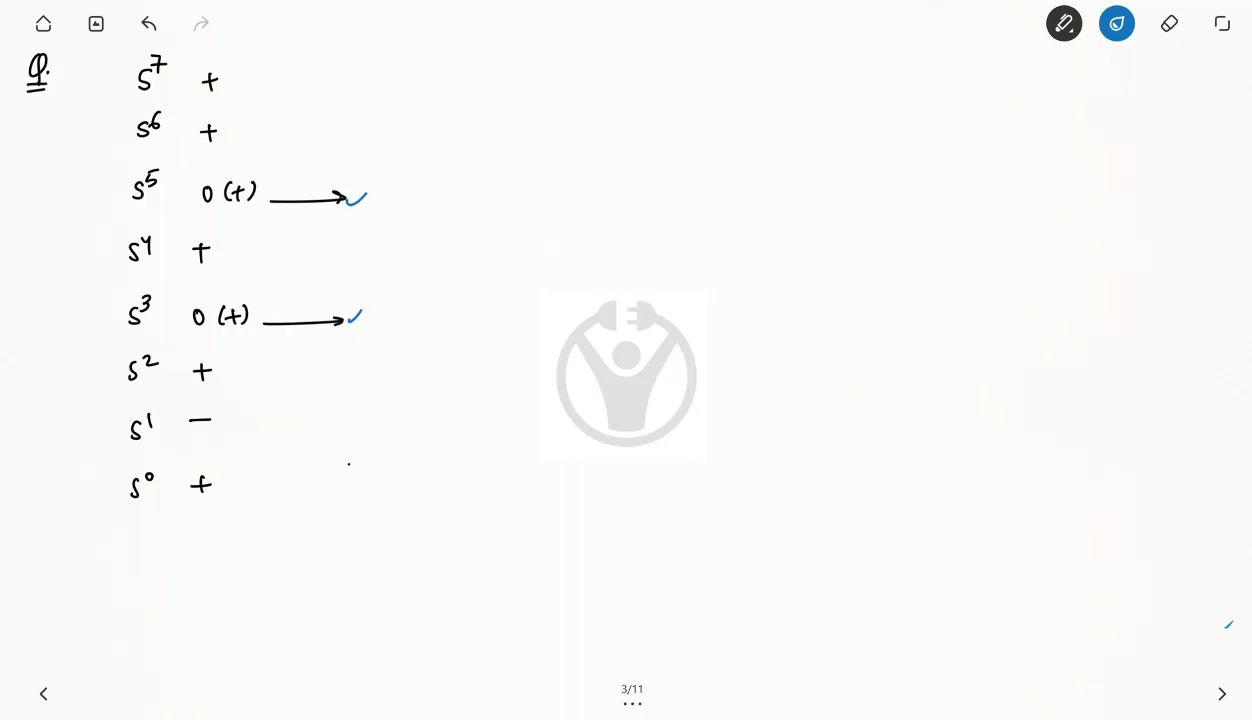 Q. s⁷ +
s⁶ +
s⁵ 0 (+) ⟶ ✓
s⁴ +
s³ 0 (+) ⟶ ✓
s² +
s¹ −
s⁰ +
3/11